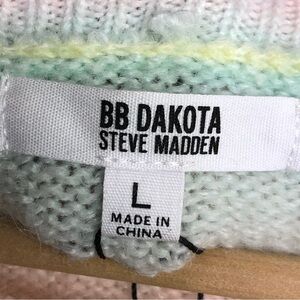 BB DAKOTA
STEVE MADDEN
L
MADE IN
CHINA